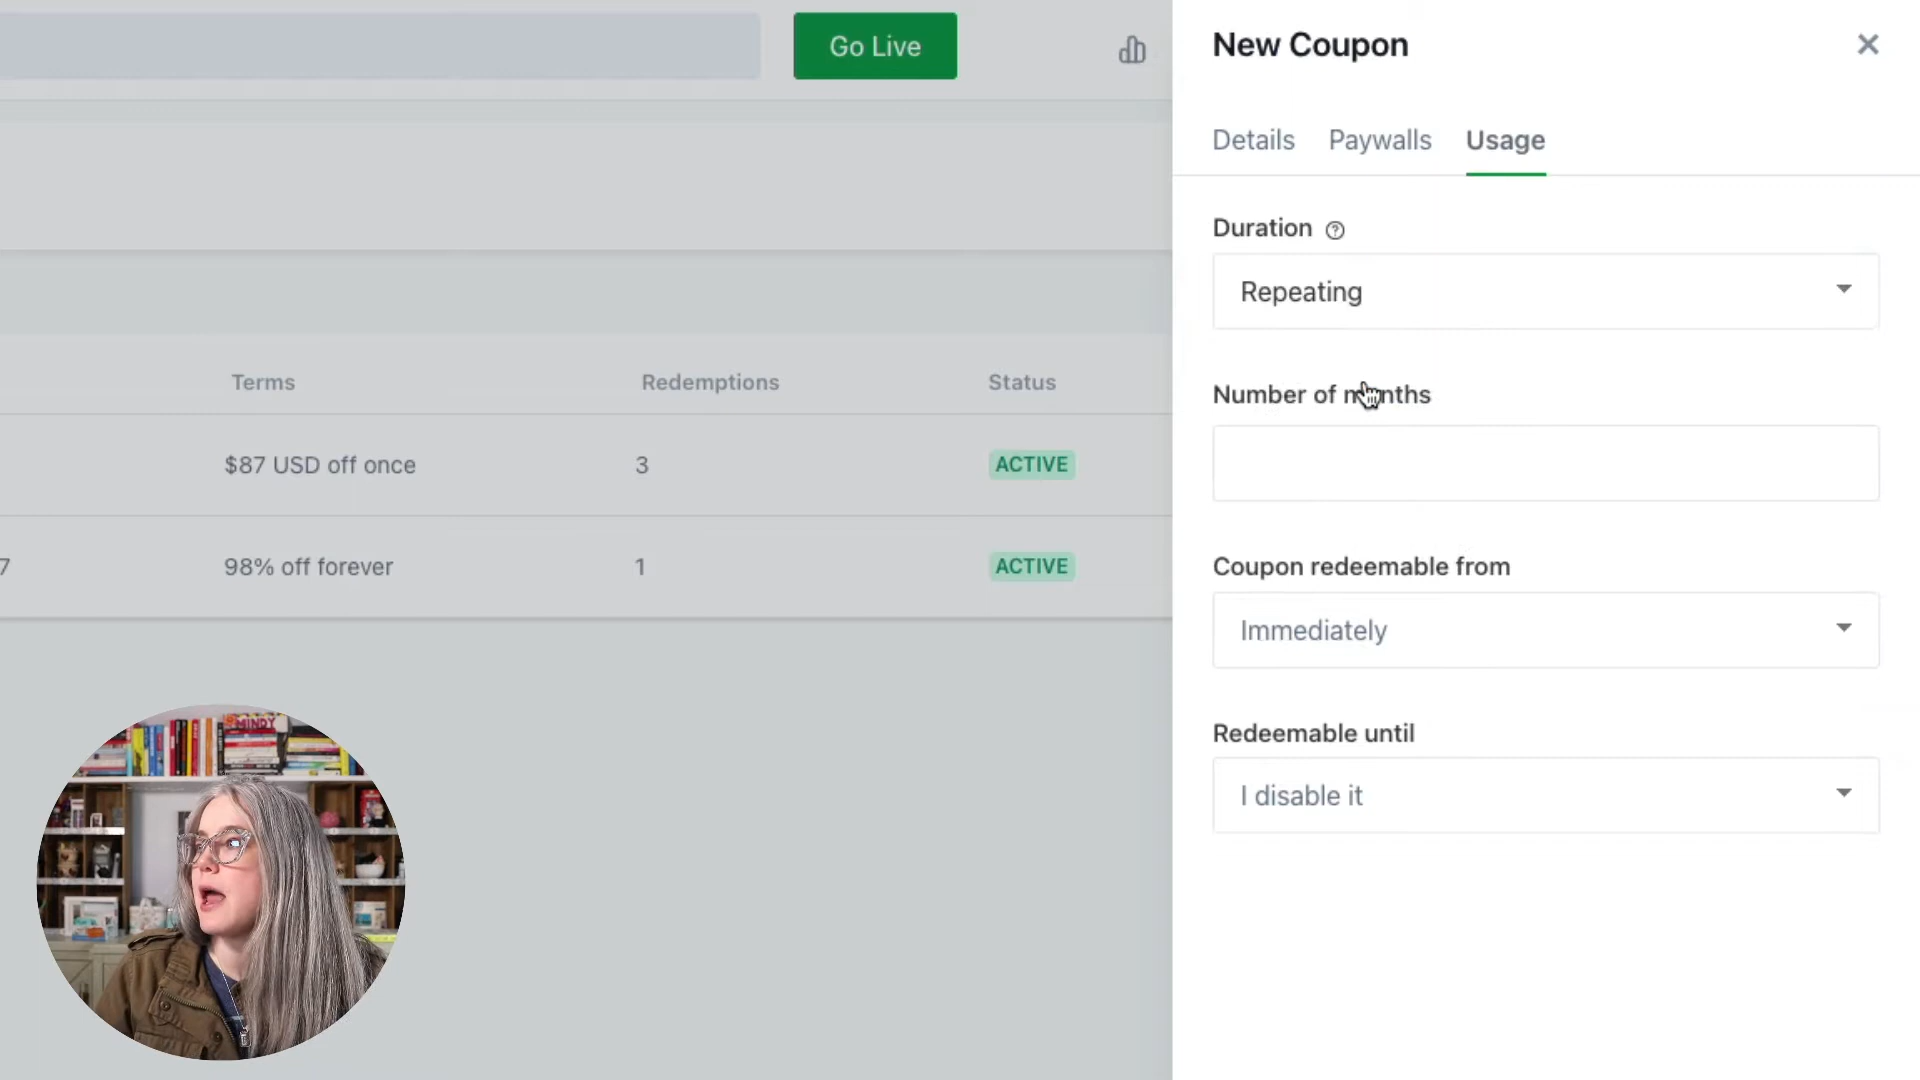 Go Live
New Coupon
Details Paywalls Usage
Duration
Repeating
Number of months
Coupon redeemable from
Immediately
Redeemable until
I disable it
Terms Redemptions Status
$87 USD off once 3 ACTIVE
7 98% off forever 1 ACTIVE
MINDY